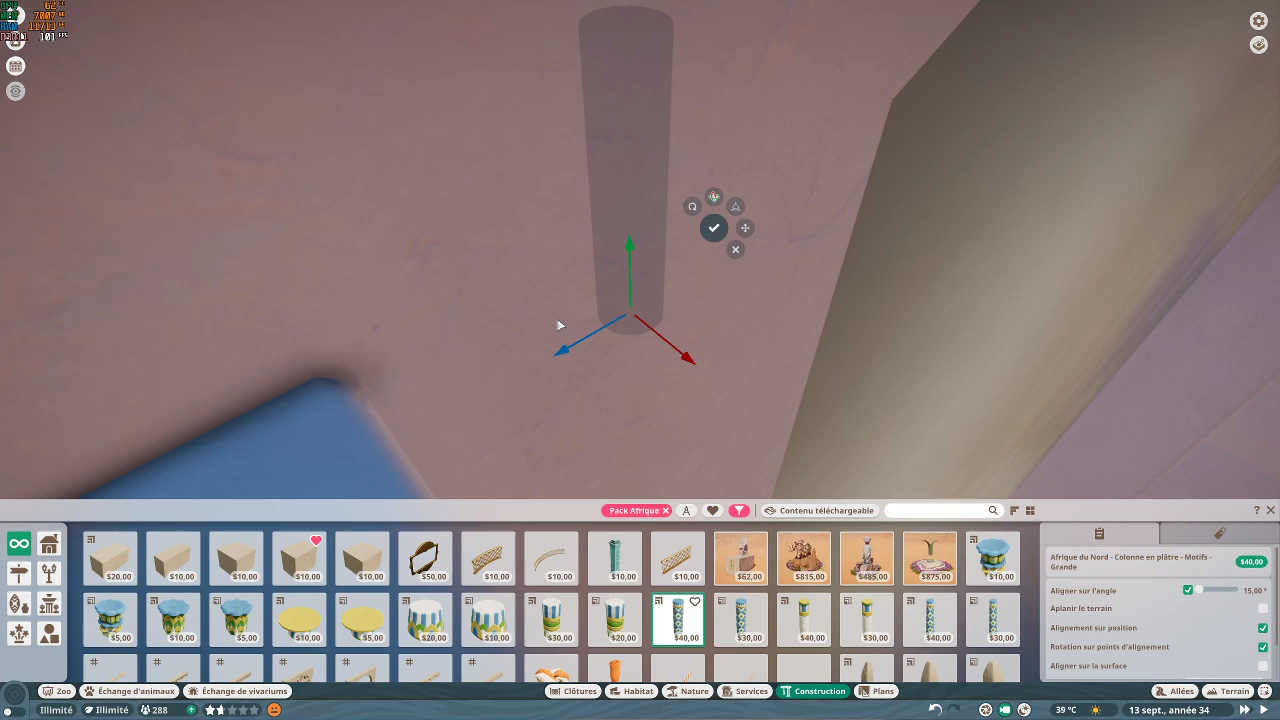 62
7007
11713
101 FPS
Pack Afrique ×
Contenu téléchargeable
$20,00 $10,00 $10,00 $10,00 $10,00 $50,00 $10,00 $10,00 $10,00 $10,00 $62,00 $815,00 $485,00 $875,00 $10,00
$5,00 $10,00 $5,00 $10,00 $5,00 $20,00 $10,00 $30,00 $20,00 $40,00 $30,00 $40,00 $30,00 $40,00 $30,00
Afrique du Nord - Colonne en plâtre - Motifs -
Grande
$40,00
Aligner sur l'angle 15,00 °
Aplanir le terrain
Alignement sur position
Rotation sur points d'alignement
Aligner sur la surface
Zoo Échange d'animaux Échange de vivariums Clôtures Habitat Nature Services Construction Plans Allées Terrain
Illimité Illimité 288 39 °C 13 sept., année 34